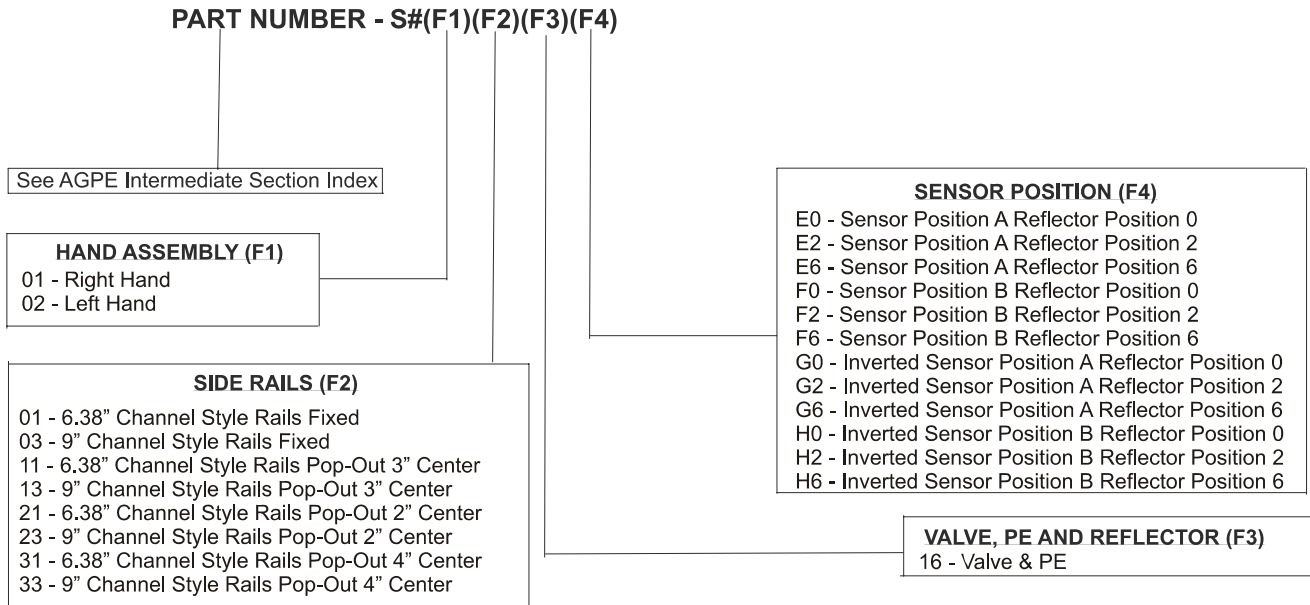 PART NUMBER - S#(F1)(F2)(F3)(F4)
See AGPE Intermediate Section Index
HAND ASSEMBLY (F1)
01 - Right Hand
02 - Left Hand
SIDE RAILS (F2)
01 - 6.38” Channel Style Rails Fixed
03 - 9” Channel Style Rails Fixed
11 - 6.38” Channel Style Rails Pop-Out 3” Center
13 - 9” Channel Style Rails Pop-Out 3” Center
21 - 6.38” Channel Style Rails Pop-Out 2” Center
23 - 9” Channel Style Rails Pop-Out 2” Center
31 - 6.38” Channel Style Rails Pop-Out 4” Center
33 - 9” Channel Style Rails Pop-Out 4” Center
SENSOR POSITION (F4)
E0 - Sensor Position A Reflector Position 0
E2 - Sensor Position A Reflector Position 2
E6 - Sensor Position A Reflector Position 6
F0 - Sensor Position B Reflector Position 0
F2 - Sensor Position B Reflector Position 2
F6 - Sensor Position B Reflector Position 6
G0 - Inverted Sensor Position A Reflector Position 0
G2 - Inverted Sensor Position A Reflector Position 2
G6 - Inverted Sensor Position A Reflector Position 6
H0 - Inverted Sensor Position B Reflector Position 0
H2 - Inverted Sensor Position B Reflector Position 2
H6 - Inverted Sensor Position B Reflector Position 6
VALVE, PE AND REFLECTOR (F3)
16 - Valve & PE